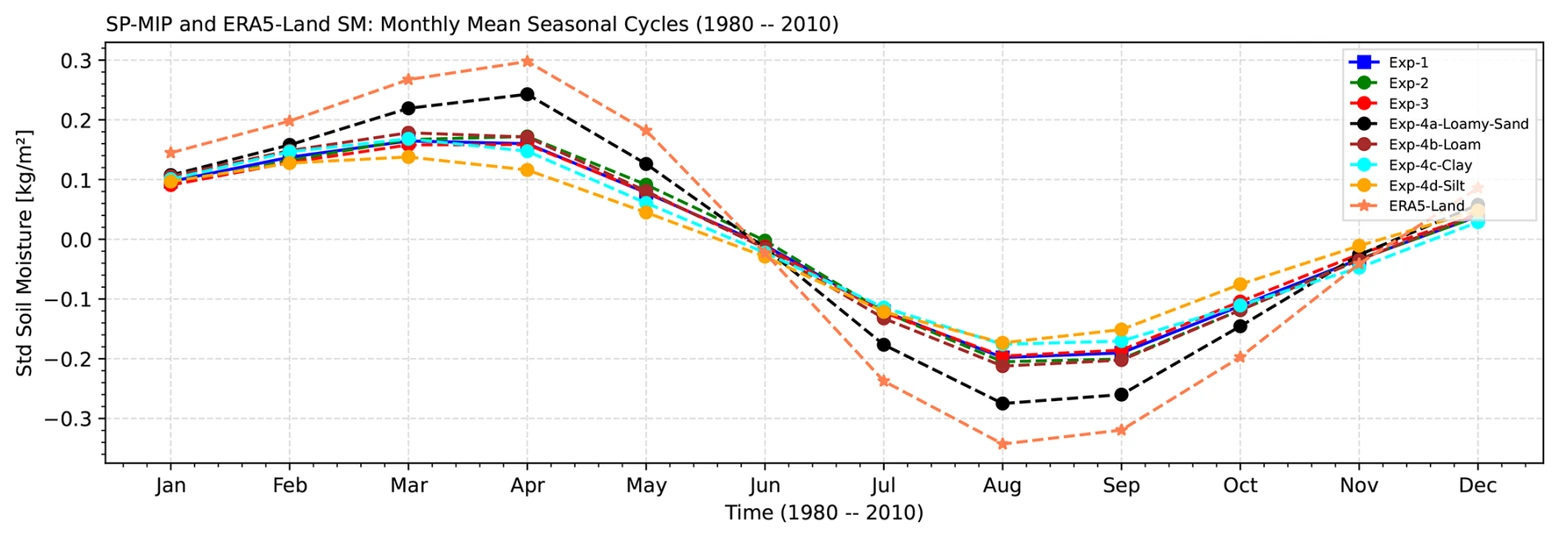 SP-MIP and ERA5-Land SM: Monthly Mean Seasonal Cycles (1980 -- 2010)
Std Soil Moisture [kg/m²]
0.3
0.2
0.1
0.0
−0.1
−0.2
−0.3
Exp-1
Exp-2
Exp-3
Exp-4a-Loamy-Sand
Exp-4b-Loam
Exp-4c-Clay
Exp-4d-Silt
ERA5-Land
Jan Feb Mar Apr May Jun Jul Aug Sep Oct Nov Dec
Time (1980 -- 2010)